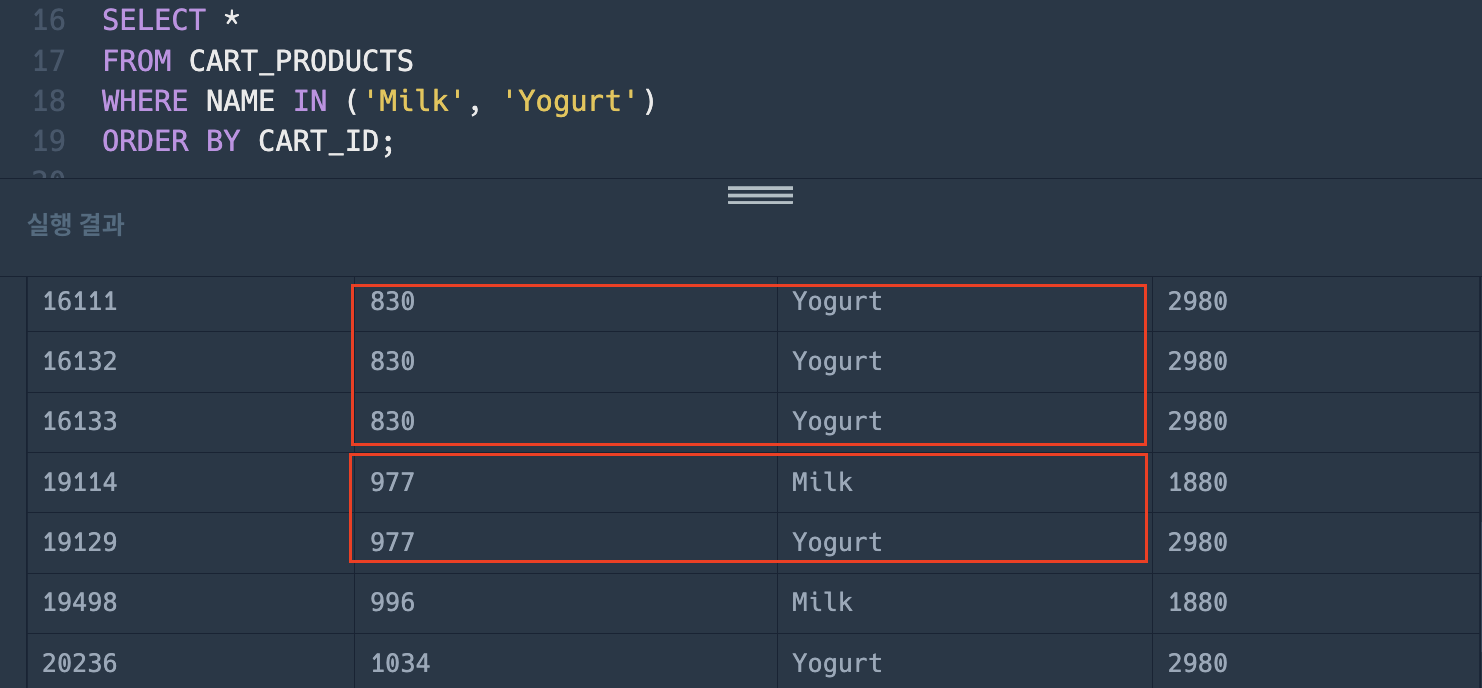 16 SELECT *
17 FROM CART_PRODUCTS
18 WHERE NAME IN ('Milk', 'Yogurt')
19 ORDER BY CART_ID;
20
실행 결과
16111 830 Yogurt 2980
16132 830 Yogurt 2980
16133 830 Yogurt 2980
19114 977 Milk 1880
19129 977 Yogurt 2980
19498 996 Milk 1880
20236 1034 Yogurt 2980